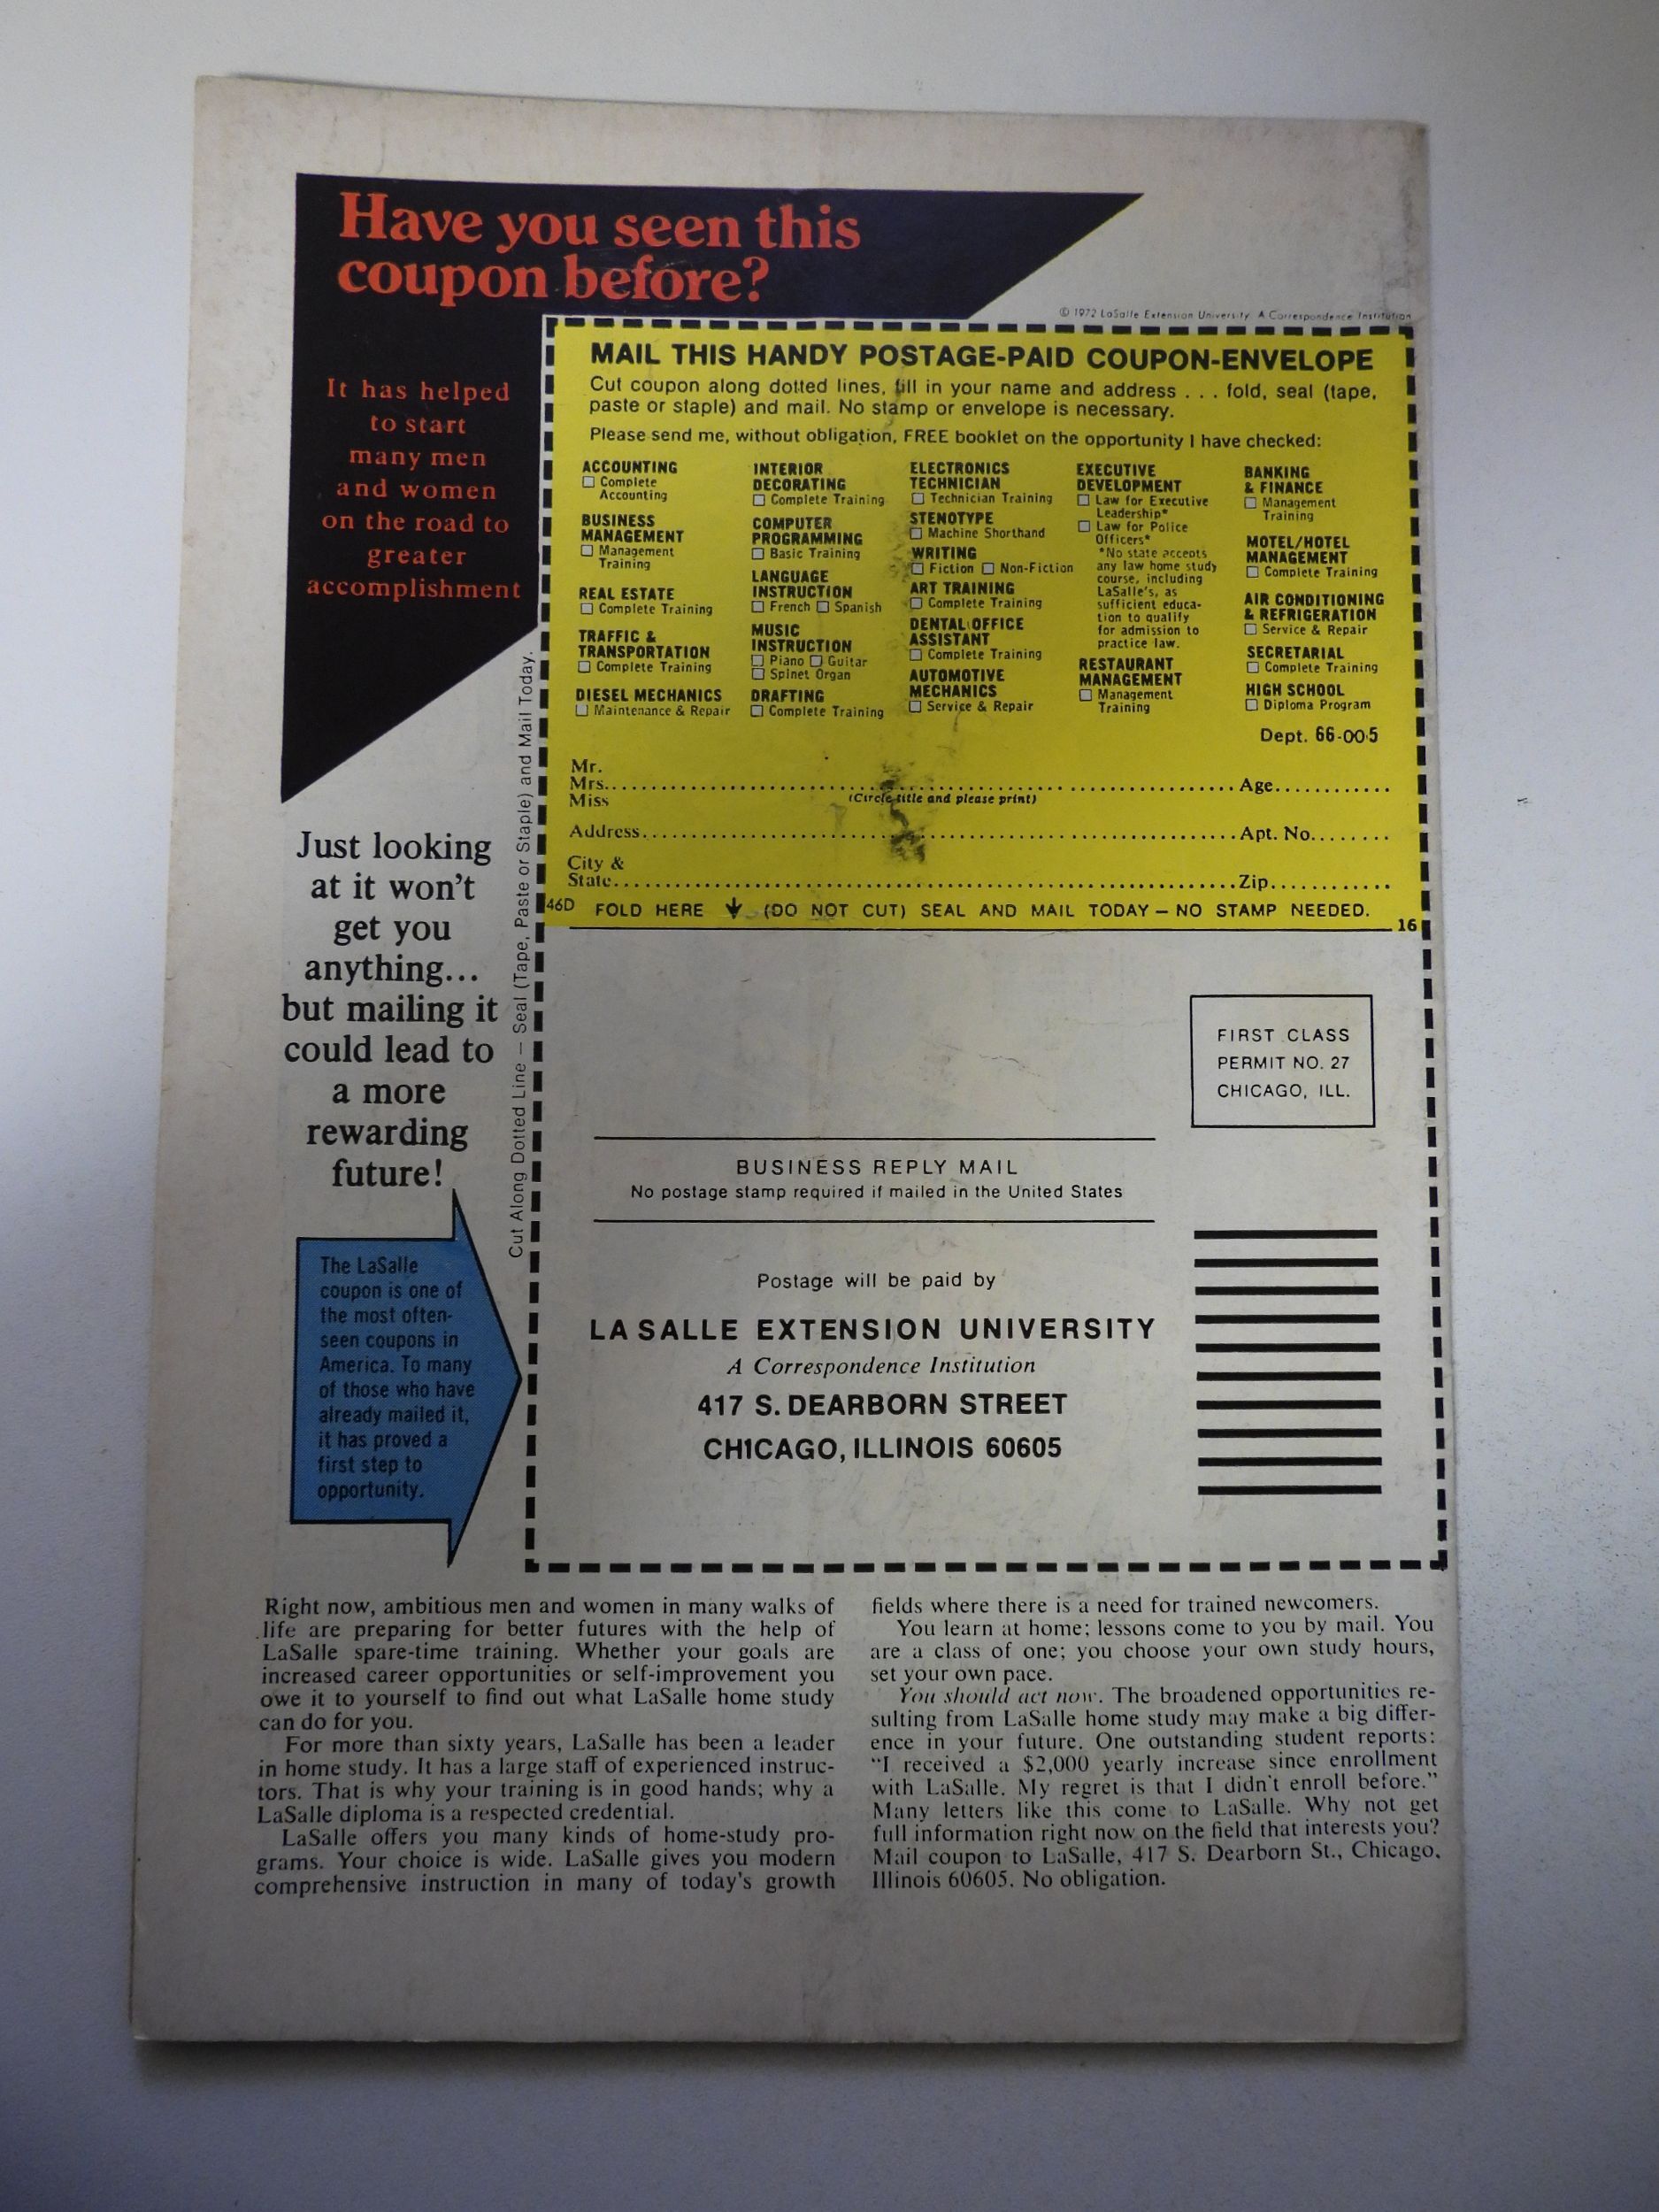 Have you seen this
coupon before?
© 1972 LaSalle Extension University. A Correspondence Institution
It has helped
to start
many men
and women
on the road to
greater
accomplishment
MAIL THIS HANDY POSTAGE-PAID COUPON-ENVELOPE
Cut coupon along dotted lines, fill in your name and address . . . fold, seal (tape,
paste or staple) and mail. No stamp or envelope is necessary.
Please send me, without obligation, FREE booklet on the opportunity I have checked:
ACCOUNTING
☐ Complete
Accounting
BUSINESS
MANAGEMENT
☐ Management
Training
REAL ESTATE
☐ Complete Training
TRAFFIC &
TRANSPORTATION
☐ Complete Training
DIESEL MECHANICS
☐ Maintenance & Repair
INTERIOR
DECORATING
☐ Complete Training
COMPUTER
PROGRAMMING
☐ Basic Training
LANGUAGE
INSTRUCTION
☐ French ☐ Spanish
MUSIC
INSTRUCTION
☐ Piano ☐ Guitar
☐ Spinet Organ
DRAFTING
☐ Complete Training
ELECTRONICS
TECHNICIAN
☐ Technician Training
STENOTYPE
☐ Machine Shorthand
WRITING
☐ Fiction ☐ Non-Fiction
ART TRAINING
☐ Complete Training
DENTAL OFFICE
ASSISTANT
☐ Complete Training
AUTOMOTIVE
MECHANICS
☐ Service & Repair
EXECUTIVE
DEVELOPMENT
☐ Law for Executive
Leadership*
☐ Law for Police
Officers*
*No state accepts
any law home study
course, including
LaSalle's, as
sufficient educa-
tion to qualify
for admission to
practice law.
RESTAURANT
MANAGEMENT
☐ Management
Training
BANKING
& FINANCE
☐ Management
Training
MOTEL/HOTEL
MANAGEMENT
☐ Complete Training
AIR CONDITIONING
& REFRIGERATION
☐ Service & Repair
SECRETARIAL
☐ Complete Training
HIGH SCHOOL
☐ Diploma Program
Dept. 66-005
Mr.
Mrs. Age
Miss (Circle title and please print)
Address Apt. No.
City &
State Zip
46D FOLD HERE ↓ (DO NOT CUT) SEAL AND MAIL TODAY – NO STAMP NEEDED.
16
Cut Along Dotted Line – Seal (Tape, Paste or Staple) and Mail Today.
Just looking
at it won't
get you
anything...
but mailing it
could lead to
a more
rewarding
future!
The LaSalle
coupon is one of
the most often-
seen coupons in
America. To many
of those who have
already mailed it,
it has proved a
first step to
opportunity.
FIRST CLASS
PERMIT NO. 27
CHICAGO, ILL.
BUSINESS REPLY MAIL
No postage stamp required if mailed in the United States
Postage will be paid by
LA SALLE EXTENSION UNIVERSITY
A Correspondence Institution
417 S. DEARBORN STREET
CHICAGO, ILLINOIS 60605
Right now, ambitious men and women in many walks of
life are preparing for better futures with the help of
LaSalle spare-time training. Whether your goals are
increased career opportunities or self-improvement you
owe it to yourself to find out what LaSalle home study
can do for you.
For more than sixty years, LaSalle has been a leader
in home study. It has a large staff of experienced instruc-
tors. That is why your training is in good hands; why a
LaSalle diploma is a respected credential.
LaSalle offers you many kinds of home-study pro-
grams. Your choice is wide. LaSalle gives you modern
comprehensive instruction in many of today's growth
fields where there is a need for trained newcomers.
You learn at home; lessons come to you by mail. You
are a class of one; you choose your own study hours,
set your own pace.
You should act now. The broadened opportunities re-
sulting from LaSalle home study may make a big differ-
ence in your future. One outstanding student reports:
"I received a $2,000 yearly increase since enrollment
with LaSalle. My regret is that I didn't enroll before."
Many letters like this come to LaSalle. Why not get
full information right now on the field that interests you?
Mail coupon to LaSalle, 417 S. Dearborn St., Chicago,
Illinois 60605. No obligation.